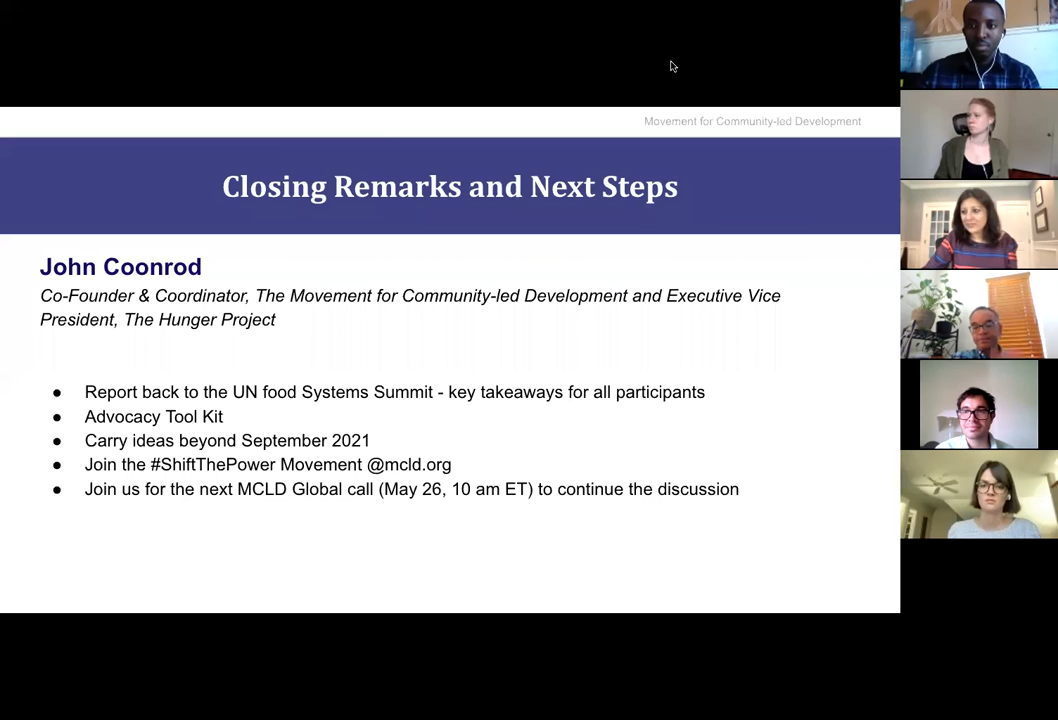 Movement for Community-led Development
Closing Remarks and Next Steps
John Coonrod
Co-Founder & Coordinator, The Movement for Community-led Development and Executive Vice
President, The Hunger Project
● Report back to the UN food Systems Summit - key takeaways for all participants
● Advocacy Tool Kit
● Carry ideas beyond September 2021
● Join the #ShiftThePower Movement @mcld.org
● Join us for the next MCLD Global call (May 26, 10 am ET) to continue the discussion